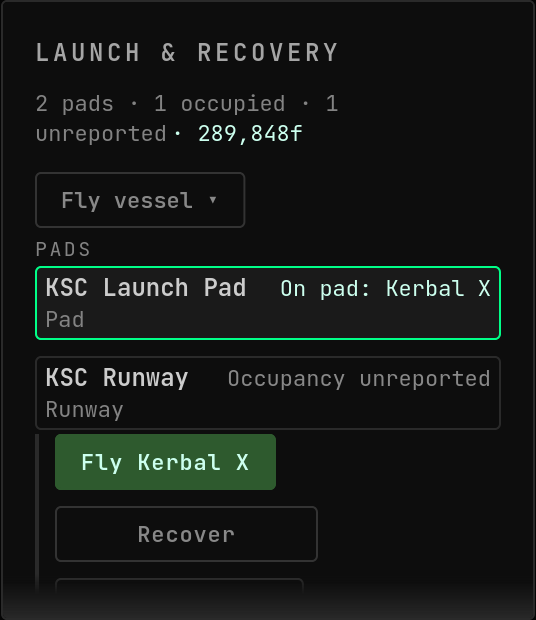 LAUNCH & RECOVERY
2 pads · 1 occupied · 1
unreported · 289,848f
Fly vessel ▾
PADS
KSC Launch Pad On pad: Kerbal X
Pad
KSC Runway Occupancy unreported
Runway
Fly Kerbal X
Recover